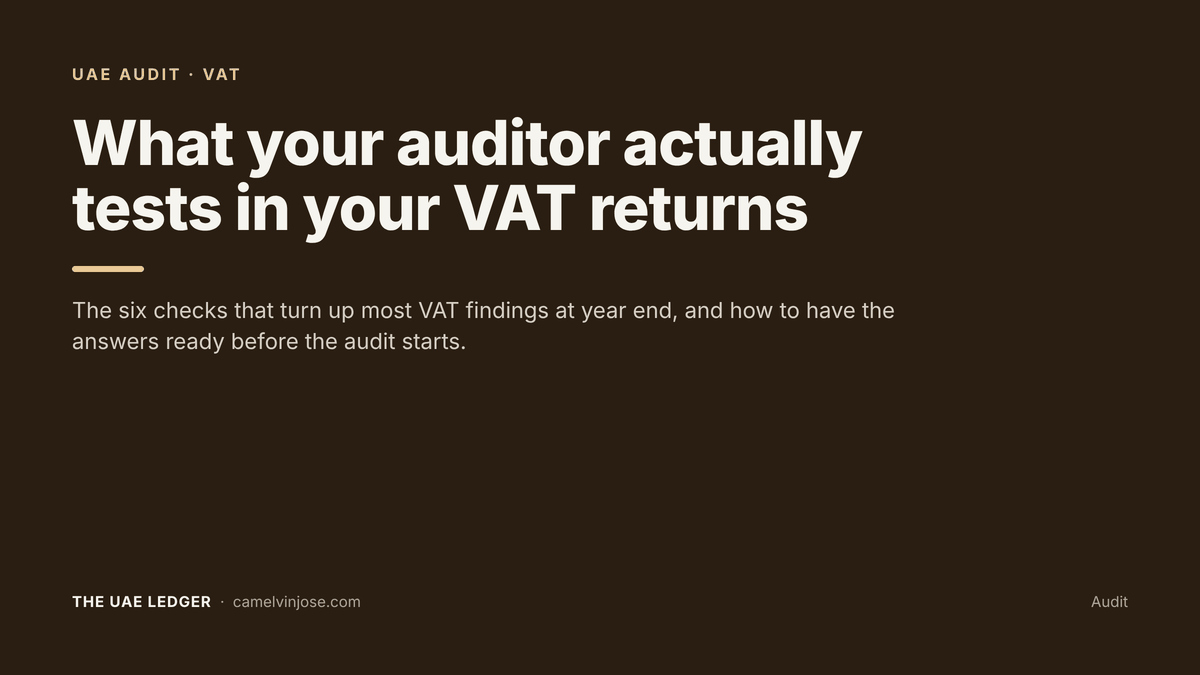 UAE AUDIT · VAT
What your auditor actually
tests in your VAT returns
The six checks that turn up most VAT findings at year end, and how to have the
answers ready before the audit starts.
THE UAE LEDGER · camelvinjose.com
Audit